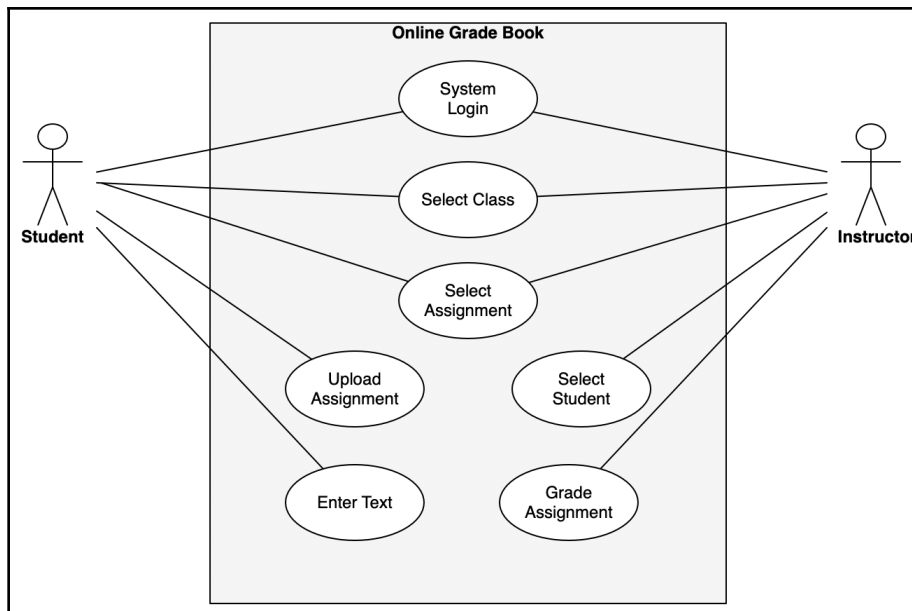 Online Grade Book
System
Login
Select Class
Student
Instructor
Select
Assignment
Upload
Assignment
Select
Student
Enter Text
Grade
Assignment